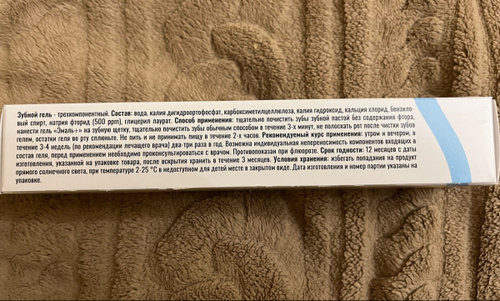 Зубной гель - трехкомпонентный. Состав: вода, калия дигидроортофосфат, карбоксиметилцеллюлоза, калия гидроксид, кальция хлорид, бензило-
вый спирт, натрия фторид (500 ppm), глицерил лаурат. Способ применения: тщательно почистить зубы зубной пастой без содержания фтора,
нанести гель «Эмаль+» на зубную щетку, тщательно почистить зубы обычным способом в течение 3-х минут, не полоскать рот после чистки зубов
гелем, остатки геля во рту сплюньте. Не пить и не принимать пищу в течение 2-х часов. Рекомендуемый курс применения: утром и вечером, в
течение 3-4 недель (по рекомендации лечащего врача) два-три раза в год. Возможна индивидуальная непереносимость компонентов входящих в
состав геля, перед применением необходимо проконсультироваться с врачом. Противопоказан при флюорозе. Срок годности: 12 месяцев с даты
изготовления, указанной на упаковке товара, после вскрытия хранить в течение 3 месяцев. Условия хранения: избегать попадания на продукт
прямого солнечного света, при температуре 2-25 °С в недоступном для детей месте в закрытом виде. Дата изготовления и номер партии указаны на
упаковке.